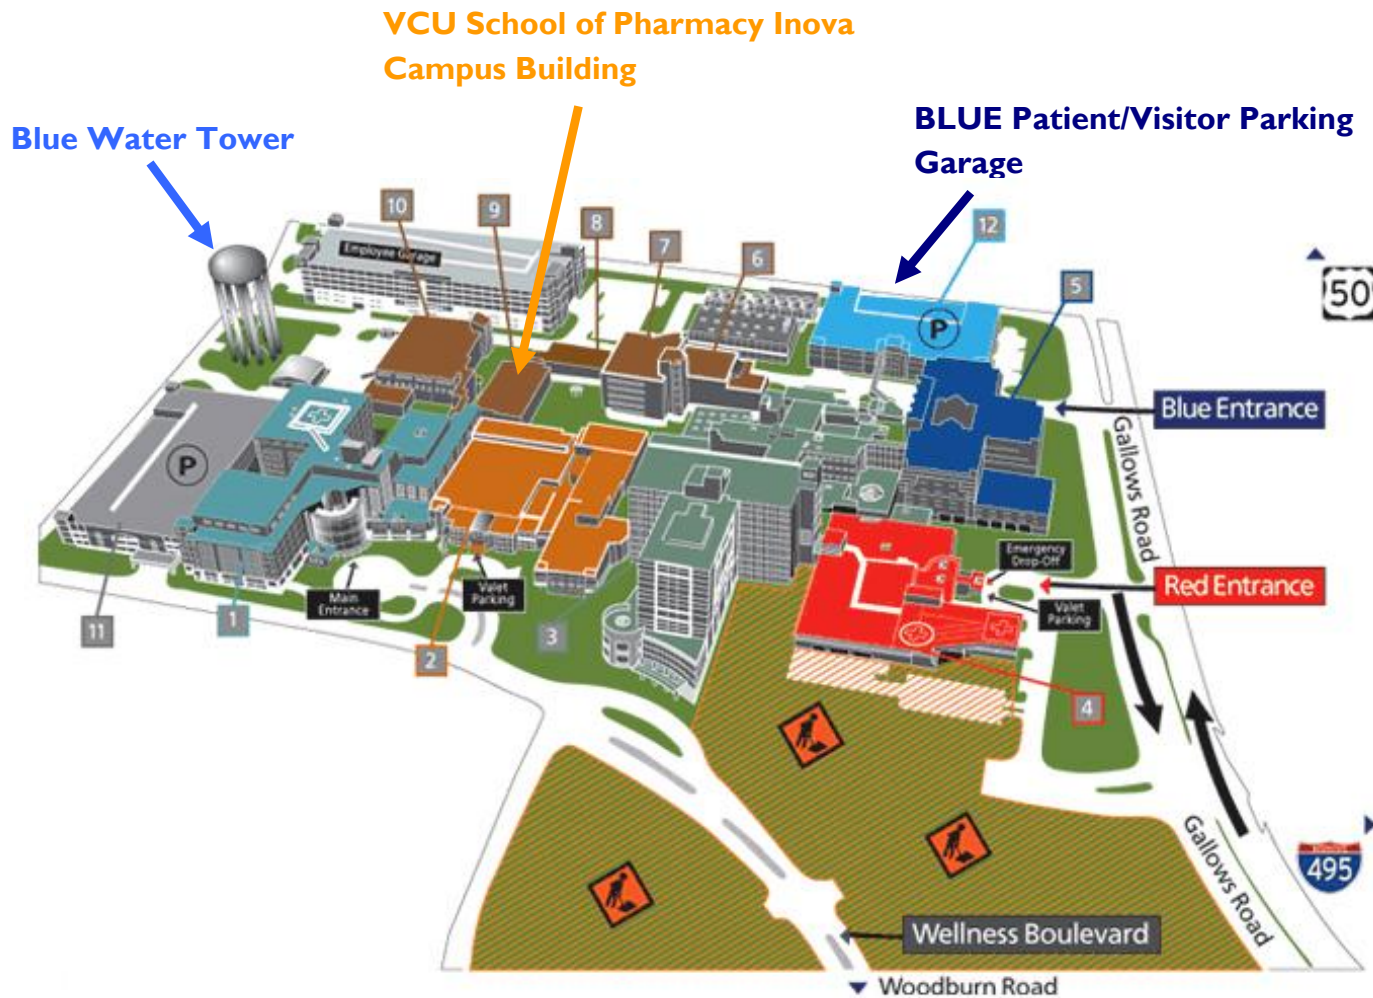 VCU School of Pharmacy Inova
Campus Building
Blue Water Tower
BLUE Patient/Visitor Parking
Garage
10
9
8
7
6
12
5
Employee Garage
50
P
P
Blue Entrance
Gallows Road
Emergency
Drop-Off
Red Entrance
Valet
Parking
Main
Entrance
Valet
Parking
11
1
2
3
4
Gallows Road
495
Wellness Boulevard
Woodburn Road